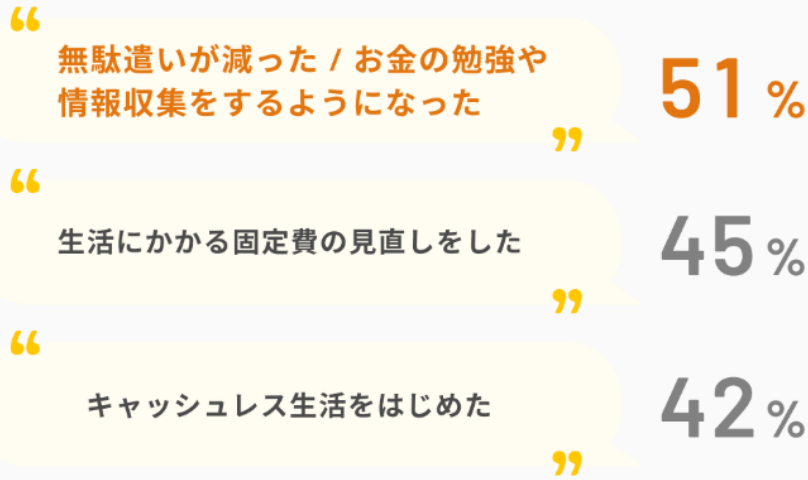 “
無駄遣いが減った / お金の勉強や
情報収集をするようになった
”
51 %
“
生活にかかる固定費の見直しをした
”
45 %
“
キャッシュレス生活をはじめた
”
42 %